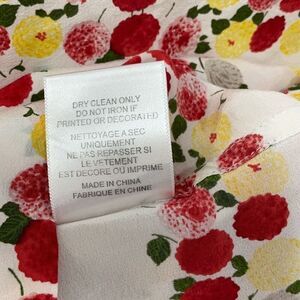 DRY CLEAN ONLY
DO NOT IRON IF
PRINTED OR DECORATED
NETTOYAGE A SEC
UNIQUEMENT
NE PAS REPASSER SI
LE VETEMENT
EST DECORE OU IMPRIME
MADE IN CHINA
FABRIQUE EN CHINE